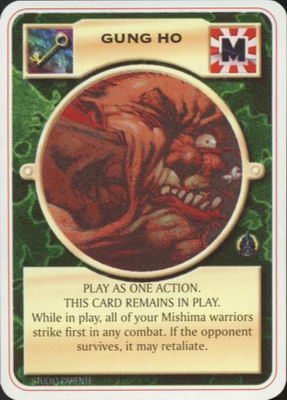 GUNG HO
M
PLAY AS ONE ACTION.
THIS CARD REMAINS IN PLAY.
While in play, all of your Mishima warriors
strike first in any combat. If the opponent
survives, it may retaliate.
STUDIO PARENTE